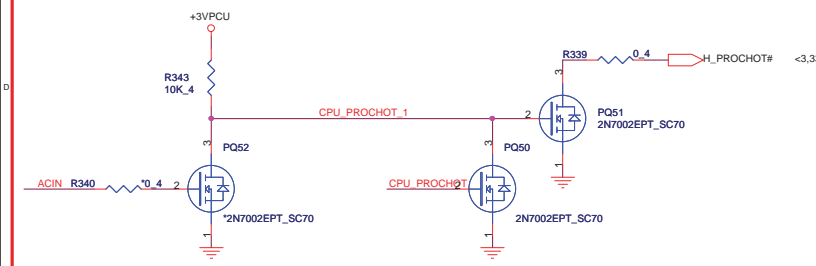 +3VPCU
R339
0_4
H_PROCHOT#
<3,3
R343
10K_4
D
3
CPU_PROCHOT_1
2
PQ51
2N7002EPT_SC70
3
PQ52
3
PQ50
1
ACIN
R340
*0_4
2
CPU_PROCHOT
2
*2N7002EPT_SC70
2N7002EPT_SC70
1
1